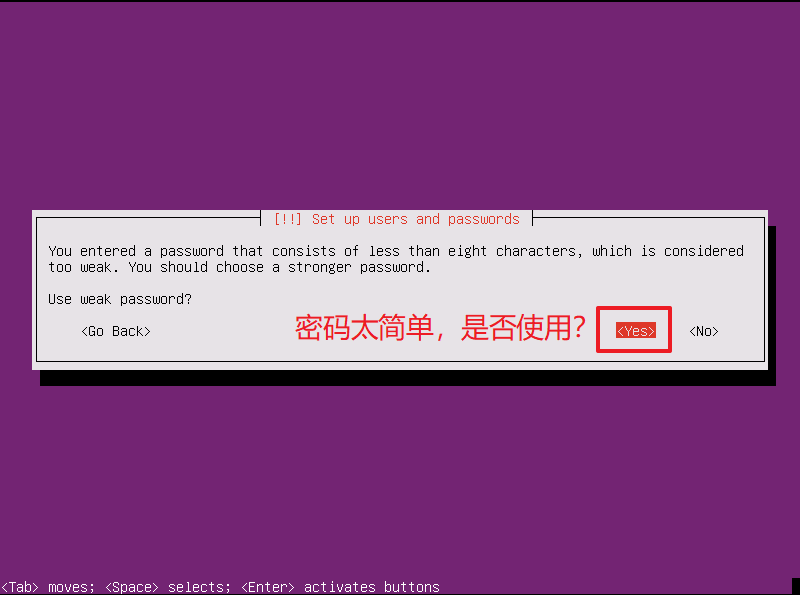 [!!] Set up users and passwords
You entered a password that consists of less than eight characters, which is considered
too weak. You should choose a stronger password.
Use weak password?
<Go Back> 密码太简单，是否使用？ <Yes> <No>
<Tab> moves; <Space> selects; <Enter> activates buttons